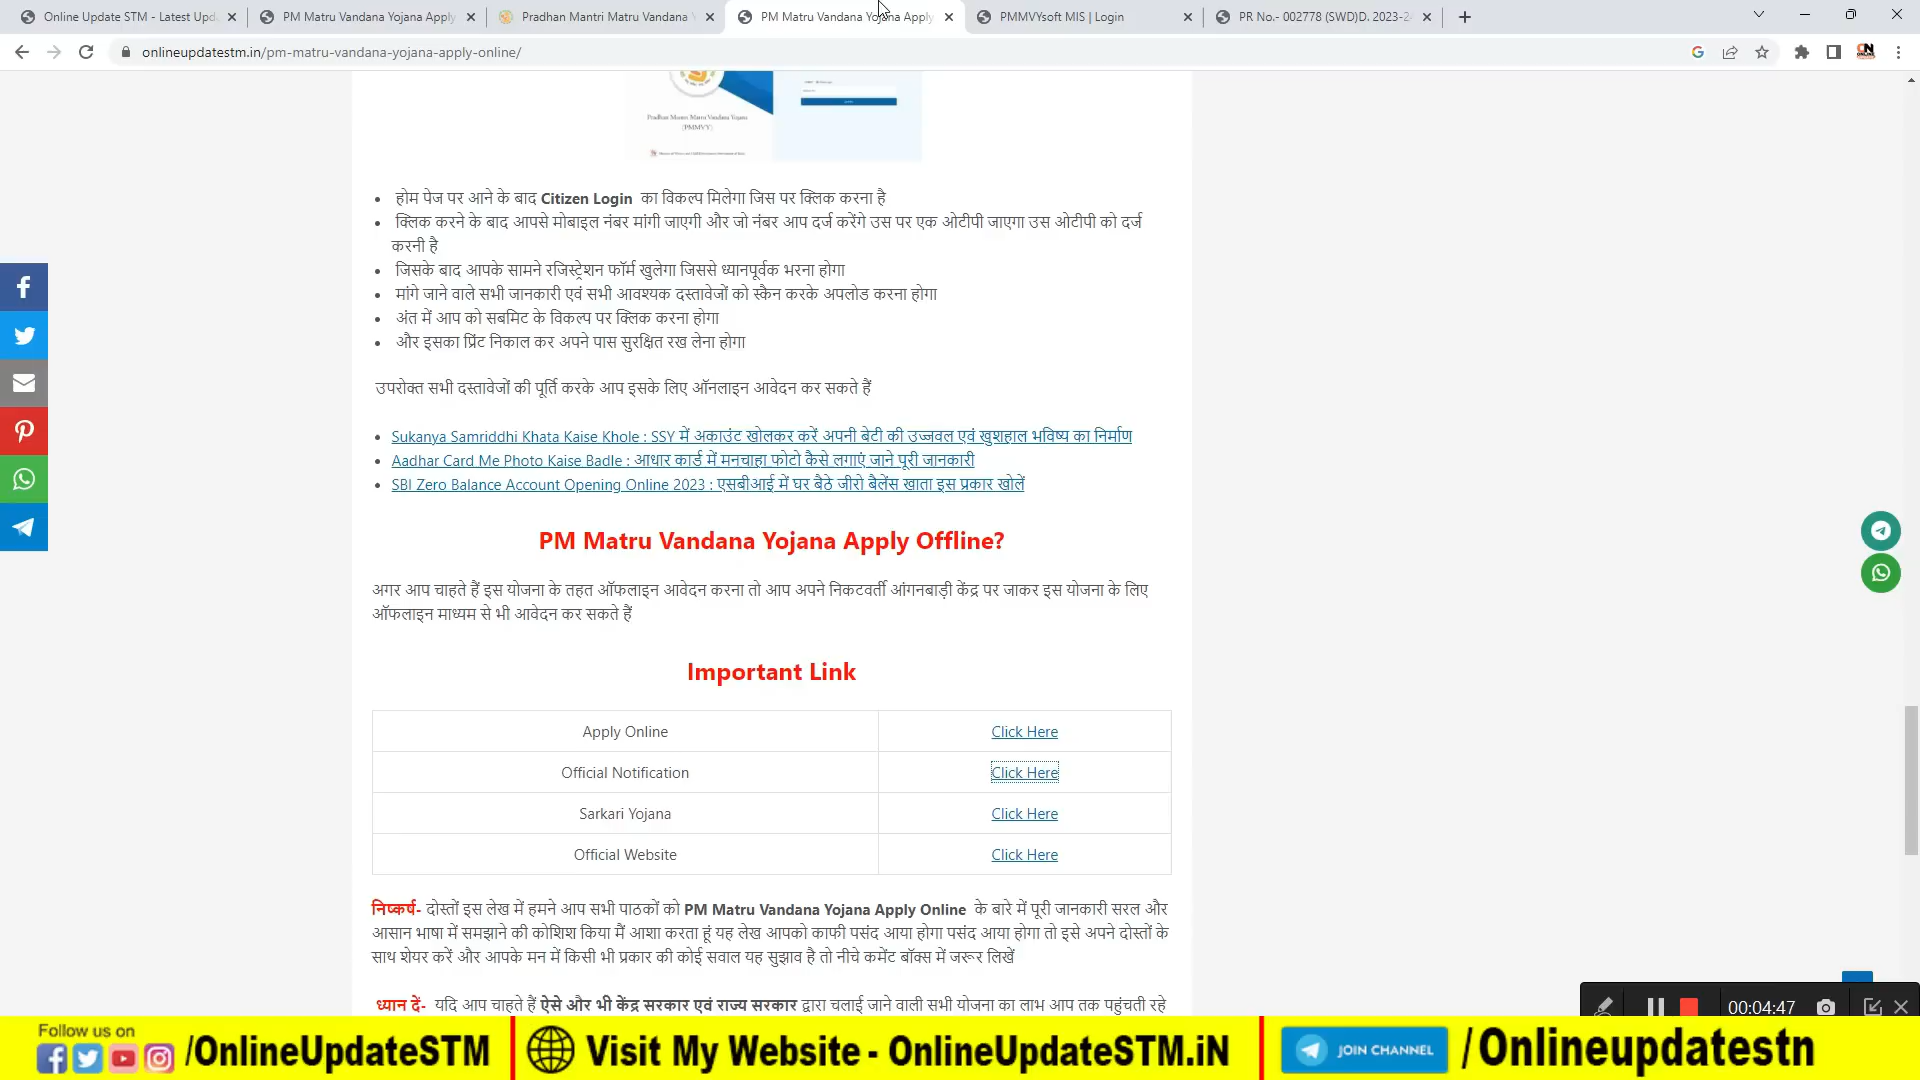 Online Update STM - Latest Upda
PM Matru Vandana Yojana Apply
Pradhan Mantri Matru Vandana Y
PM Matru Vandana Yojana Apply
PMMVYsoft MIS | Login
PR No.- 002778 (SWD)D. 2023-24
onlineupdatestm.in/pm-matru-vandana-yojana-apply-online/
Pradhan Mantri Matru Vandana Yojana
(PMMVY)
होम पेज पर आने के बाद Citizen Login का विकल्प मिलेगा जिस पर क्लिक करना है
क्लिक करने के बाद आपसे मोबाइल नंबर मांगी जाएगी और जो नंबर आप दर्ज करेंगे उस पर एक ओटीपी जाएगा उस ओटीपी को दर्ज
करनी है
जिसके बाद आपके सामने रजिस्ट्रेशन फॉर्म खुलेगा जिससे ध्यानपूर्वक भरना होगा
मांगे जाने वाले सभी जानकारी एवं सभी आवश्यक दस्तावेजों को स्कैन करके अपलोड करना होगा
अंत में आप को सबमिट के विकल्प पर क्लिक करना होगा
और इसका प्रिंट निकाल कर अपने पास सुरक्षित रख लेना होगा
उपरोक्त सभी दस्तावेजों की पूर्ति करके आप इसके लिए ऑनलाइन आवेदन कर सकते हैं
Sukanya Samriddhi Khata Kaise Khole : SSY में अकाउंट खोलकर करें अपनी बेटी की उज्जवल एवं खुशहाल भविष्य का निर्माण
Aadhar Card Me Photo Kaise Badle : आधार कार्ड में मनचाहा फोटो कैसे लगाएं जाने पूरी जानकारी
SBI Zero Balance Account Opening Online 2023 : एसबीआई में घर बैठे जीरो बैलेंस खाता इस प्रकार खोलें
PM Matru Vandana Yojana Apply Offline?
अगर आप चाहते हैं इस योजना के तहत ऑफलाइन आवेदन करना तो आप अपने निकटवर्ती आंगनबाड़ी केंद्र पर जाकर इस योजना के लिए
ऑफलाइन माध्यम से भी आवेदन कर सकते हैं
Important Link
Apply Online Click Here
Official Notification Click Here
Sarkari Yojana Click Here
Official Website Click Here
निष्कर्ष- दोस्तों इस लेख में हमने आप सभी पाठकों को PM Matru Vandana Yojana Apply Online के बारे में पूरी जानकारी सरल और
आसान भाषा में समझाने की कोशिश किया मैं आशा करता हूं यह लेख आपको काफी पसंद आया होगा पसंद आया होगा तो इसे अपने दोस्तों के
साथ शेयर करें और आपके मन में किसी भी प्रकार की कोई सवाल यह सुझाव है तो नीचे कमेंट बॉक्स में जरूर लिखें
ध्यान दें- यदि आप चाहते हैं ऐसे और भी केंद्र सरकार एवं राज्य सरकार द्वारा चलाई जाने वाली सभी योजना का लाभ आप तक पहुंचती रहे
00:04:47
Follow us on
/OnlineUpdateSTM
Visit My Website - OnlineUpdateSTM.iN
JOIN CHANNEL
/Onlineupdatestn